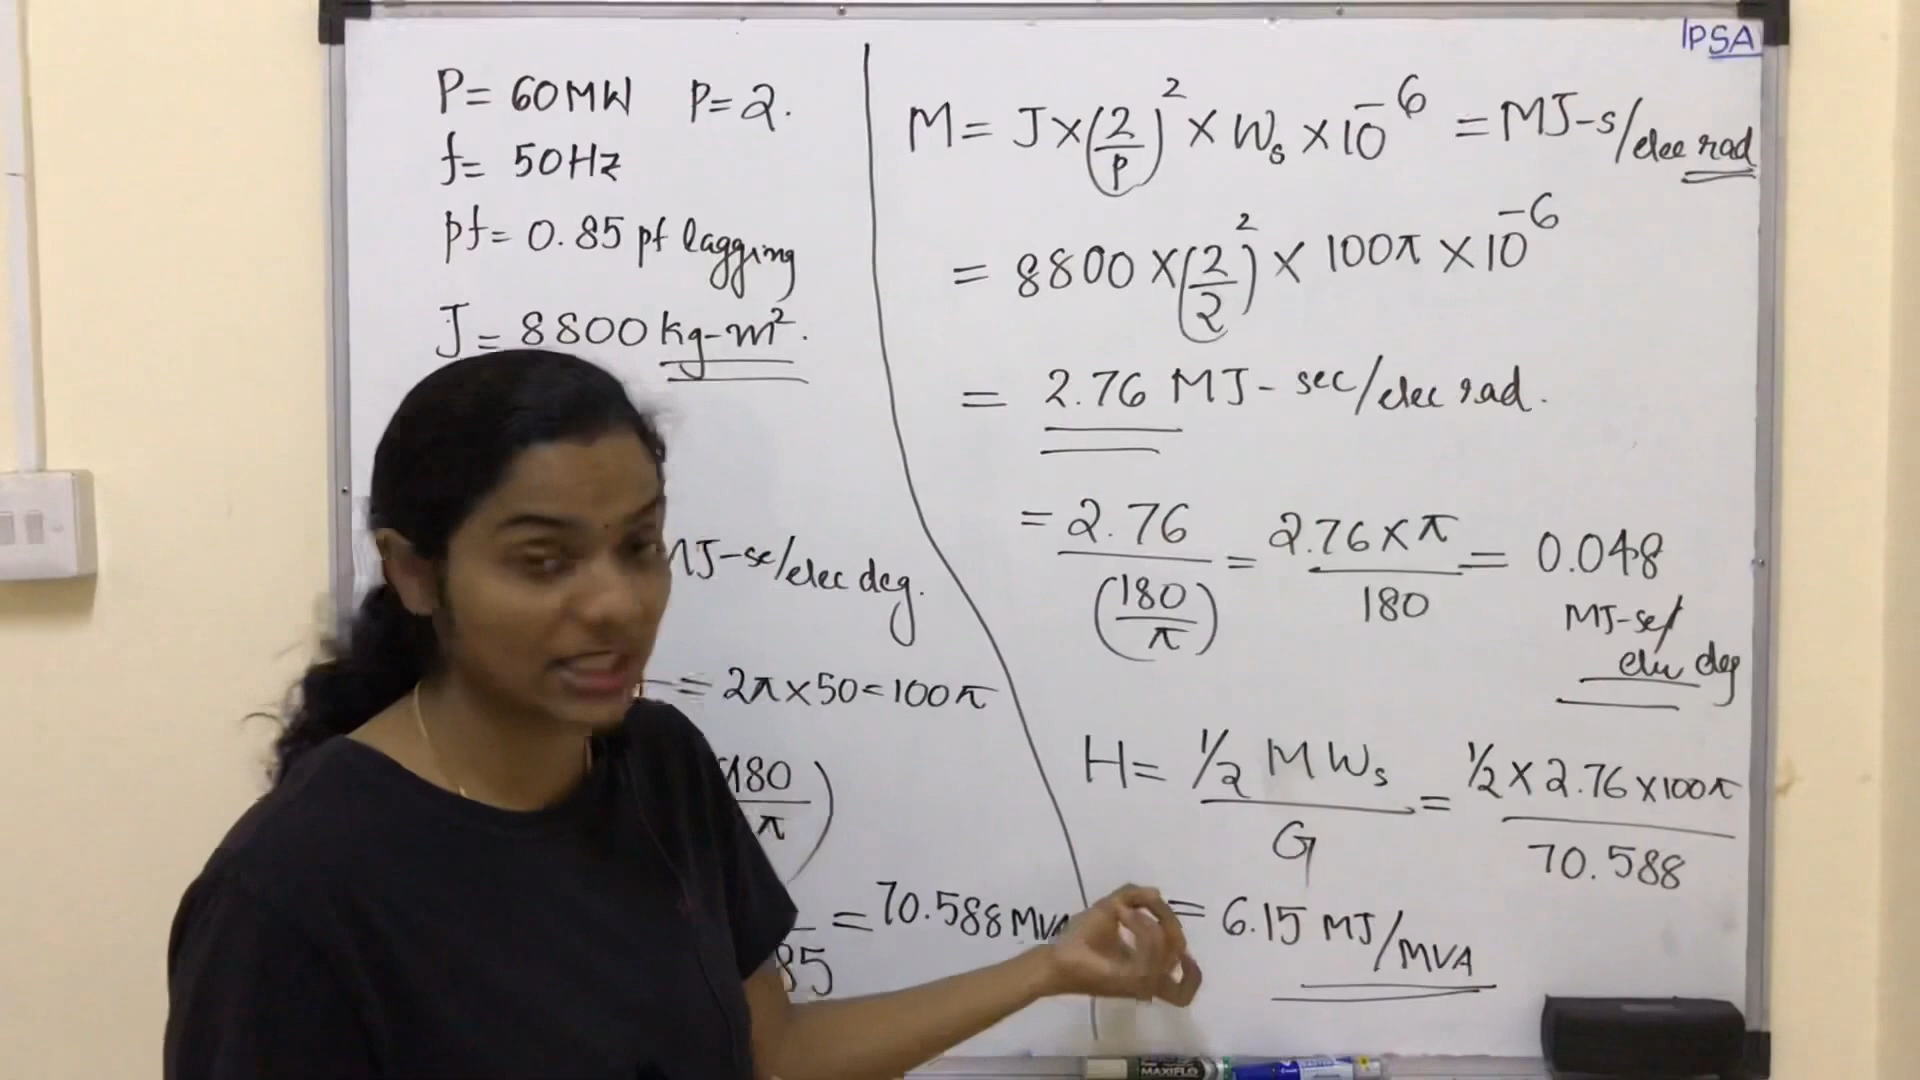 P= 60MW P=2.
f= 50Hz
pf= 0.85 pf lagging
J= 8800 kg-m².
MJ-se/elec deg.
= 2π×50=100π
180
π )
= 70.588 MVA
85
IPSA
M= J×(2/P)² × Ws × 10⁻⁶ = MJ-s/elec rad
= 8800 ×(2/2)² × 100π × 10⁻⁶
= 2.76 MJ- sec/elec rad.
= 2.76/(180/π) = 2.76×π/180 = 0.048
MJ-se/
elec deg
H= ½ M Ws/G = ½ × 2.76 ×100π/70.588
= 6.15 MJ/MVA
MAXIFLO